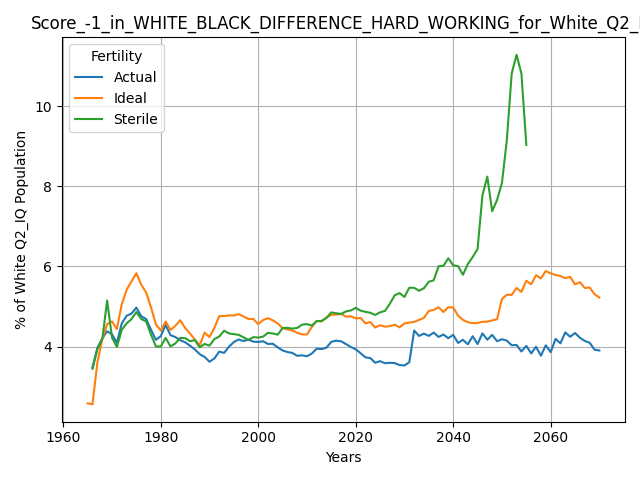 Score_-1_in_WHITE_BLACK_DIFFERENCE_HARD_WORKING_for_White_Q2_
Fertility
Actual
Ideal
Sterile
% of White Q2_IQ Population
10
8
6
4
1960
1980
2000
2020
2040
2060
Years